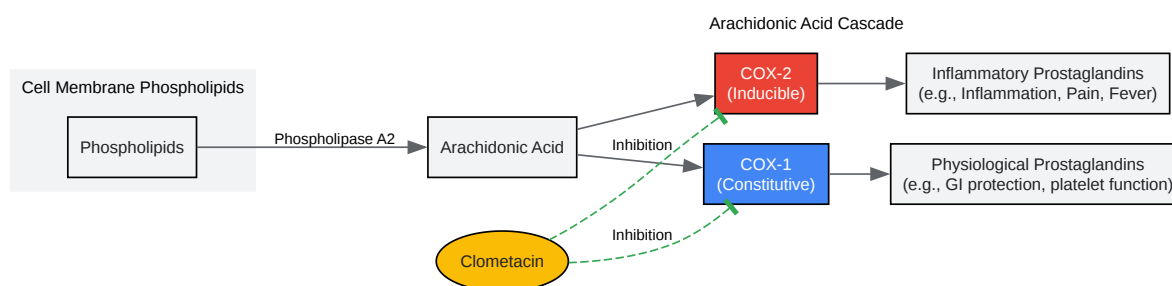 Arachidonic Acid Cascade
Cell Membrane Phospholipids
Phospholipids
Phospholipase A2
Arachidonic Acid
COX-2
(Inducible)
Inflammatory Prostaglandins
(e.g., Inflammation, Pain, Fever)
Inhibition
COX-1
(Constitutive)
Physiological Prostaglandins
(e.g., GI protection, platelet function)
Clometacin
Inhibition